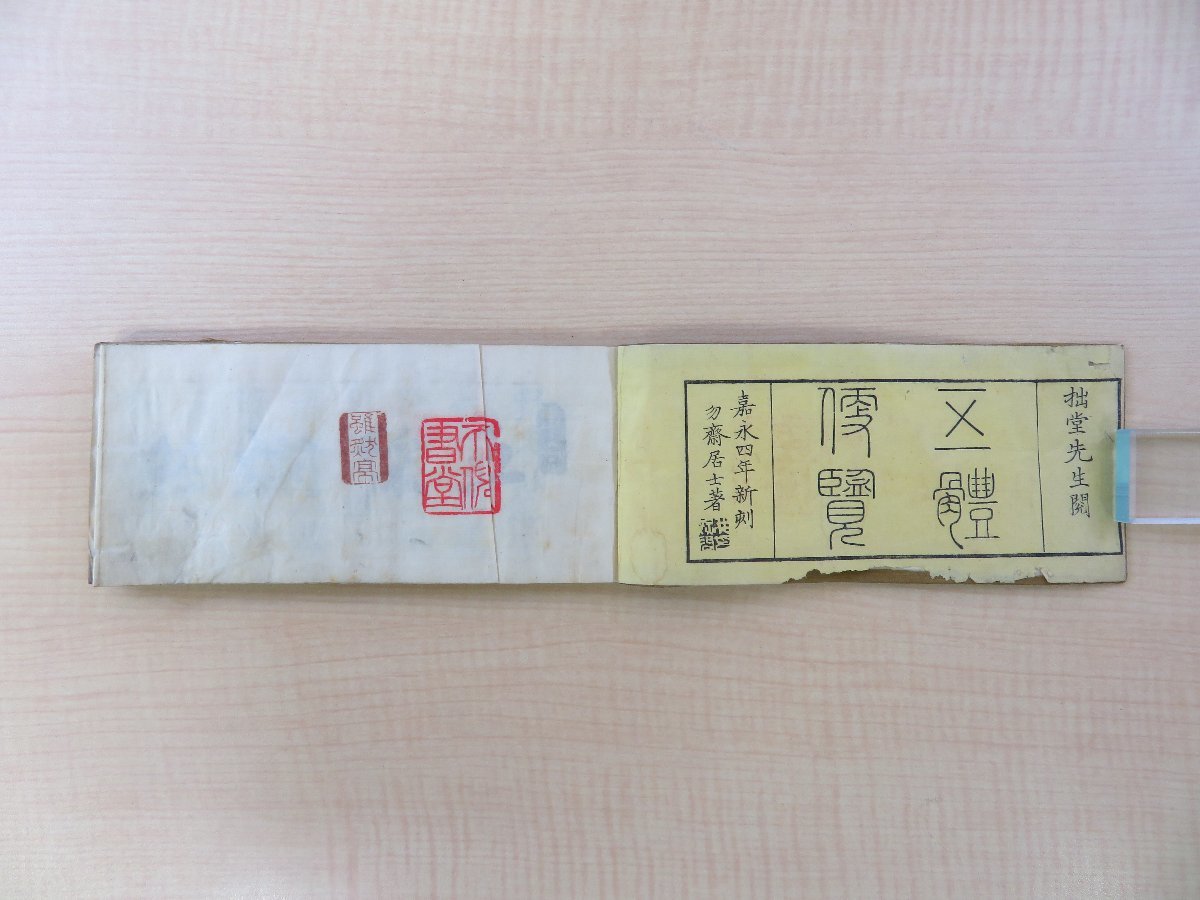 拙堂先生閲
五體
便覽
嘉永四年新刻
勿齋居士著